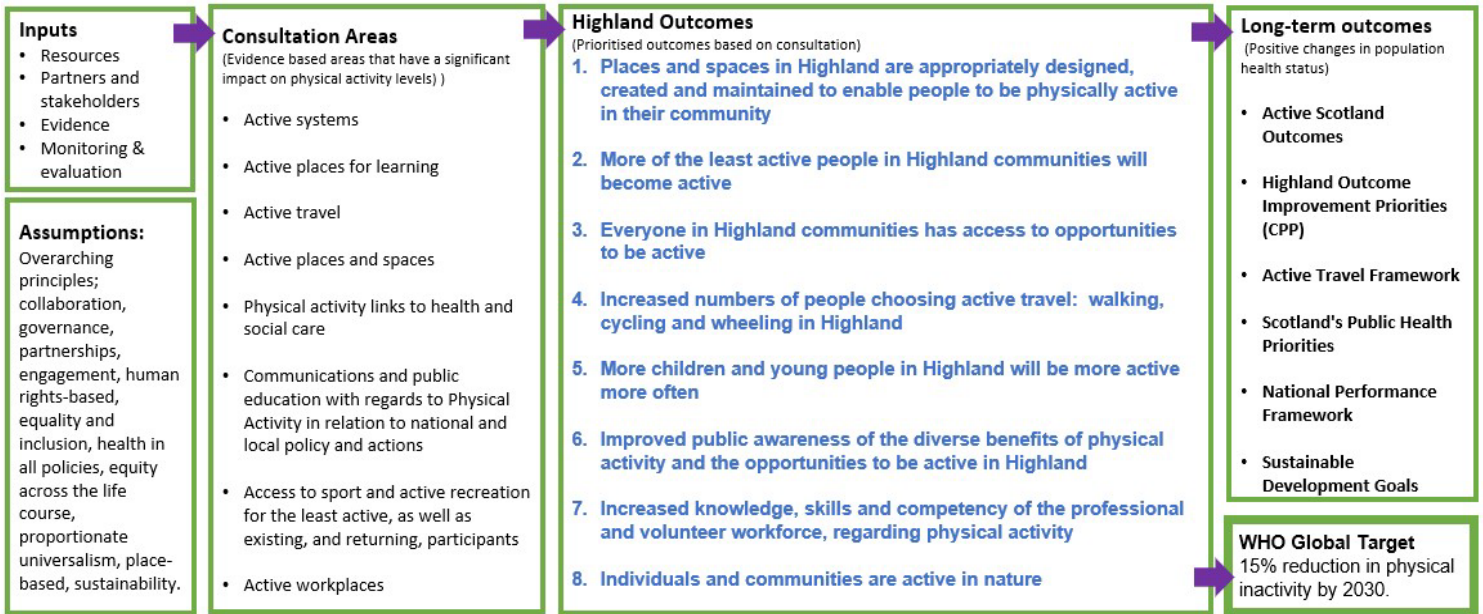 Inputs
• Resources
• Partners and
stakeholders
• Evidence
• Monitoring &
evaluation
Assumptions:
Overarching
principles;
collaboration,
governance,
partnerships,
engagement, human
rights-based,
equality and
inclusion, health in
all policies, equity
across the life
course,
proportionate
universalism, place-
based, sustainability.
Consultation Areas
(Evidence based areas that have a significant
impact on physical activity levels) )
• Active systems
• Active places for learning
• Active travel
• Active places and spaces
• Physical activity links to health and
social care
• Communications and public
education with regards to Physical
Activity in relation to national and
local policy and actions
• Access to sport and active recreation
for the least active, as well as
existing, and returning, participants
• Active workplaces
Highland Outcomes
(Prioritised outcomes based on consultation)
1. Places and spaces in Highland are appropriately designed,
created and maintained to enable people to be physically active
in their community
2. More of the least active people in Highland communities will
become active
3. Everyone in Highland communities has access to opportunities
to be active
4. Increased numbers of people choosing active travel: walking,
cycling and wheeling in Highland
5. More children and young people in Highland will be more active
more often
6. Improved public awareness of the diverse benefits of physical
activity and the opportunities to be active in Highland
7. Increased knowledge, skills and competency of the professional
and volunteer workforce, regarding physical activity
8. Individuals and communities are active in nature
Long-term outcomes
(Positive changes in population
health status)
• Active Scotland
Outcomes
• Highland Outcome
Improvement Priorities
(CPP)
• Active Travel Framework
• Scotland's Public Health
Priorities
• National Performance
Framework
• Sustainable
Development Goals
WHO Global Target
15% reduction in physical
inactivity by 2030.